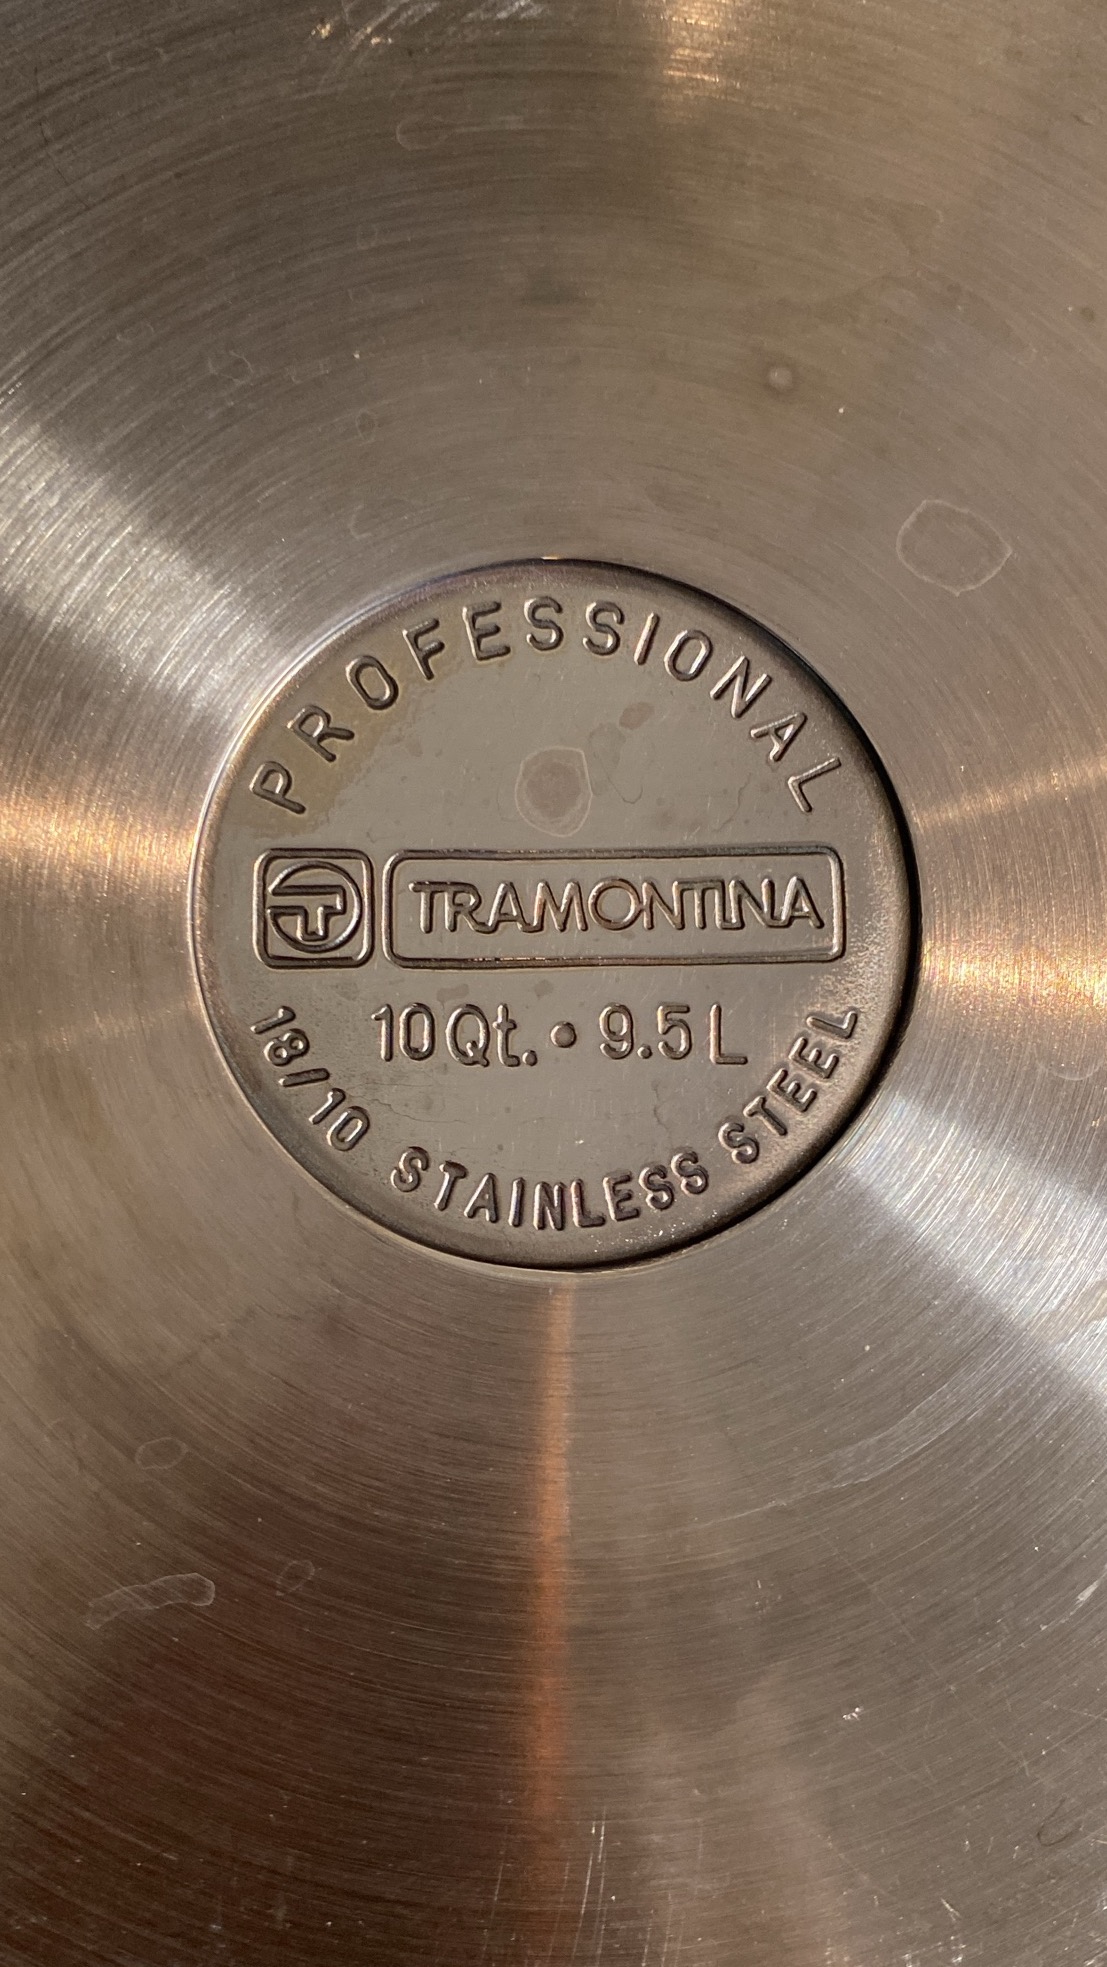 PROFESSIONAL
TRAMONTINA
10Qt. • 9.5L
18/10 STAINLESS STEEL